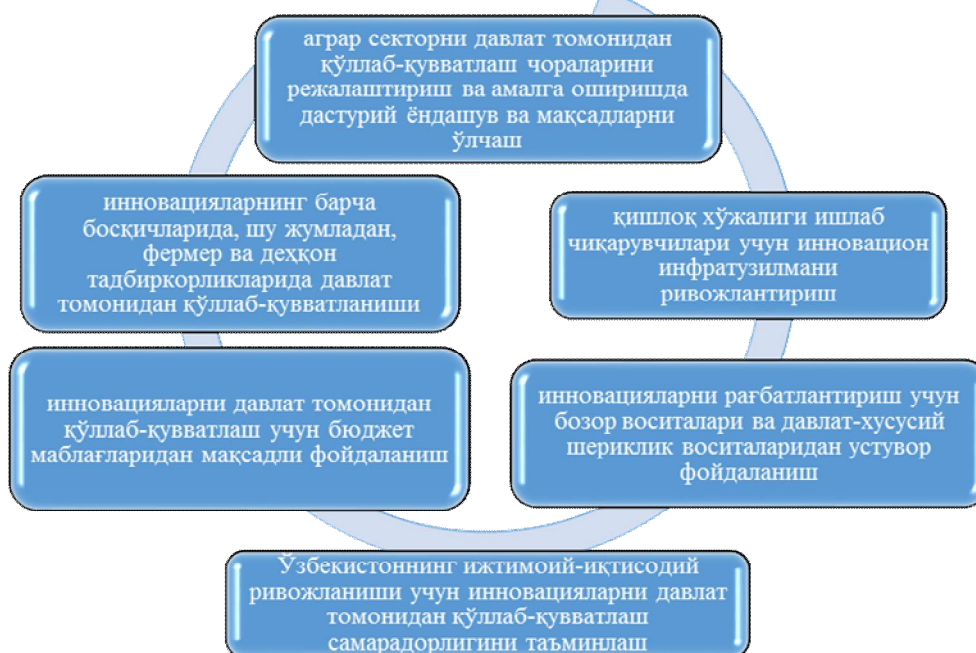 аграр секторни давлат томонидан
қўллаб-қувватлаш чораларини
режалаштириш ва амалга оширишда
дастурий ёндашув ва мақсадларни
ўлчаш
қишлоқ хўжалиги ишлаб
чиқарувчилари учун инновацион
инфратузилмани
ривожлантириш
инновацияларни рағбатлантириш учун
бозор воситалари ва давлат-хусусий
шериклик воситаларидан устувор
фойдаланиш
Ўзбекистоннинг ижтимоий-иқтисодий
ривожланиши учун инновацияларни давлат
томонидан қўллаб-қувватлаш
самарадорлигини таъминлаш
инновацияларни давлат томонидан
қўллаб-қувватлаш учун бюджет
маблағларидан мақсадли фойдаланиш
инновацияларнинг барча
босқичларида, шу жумладан,
фермер ва деҳқон
тадбиркорликларида давлат
томонидан қўллаб-қувватланиши